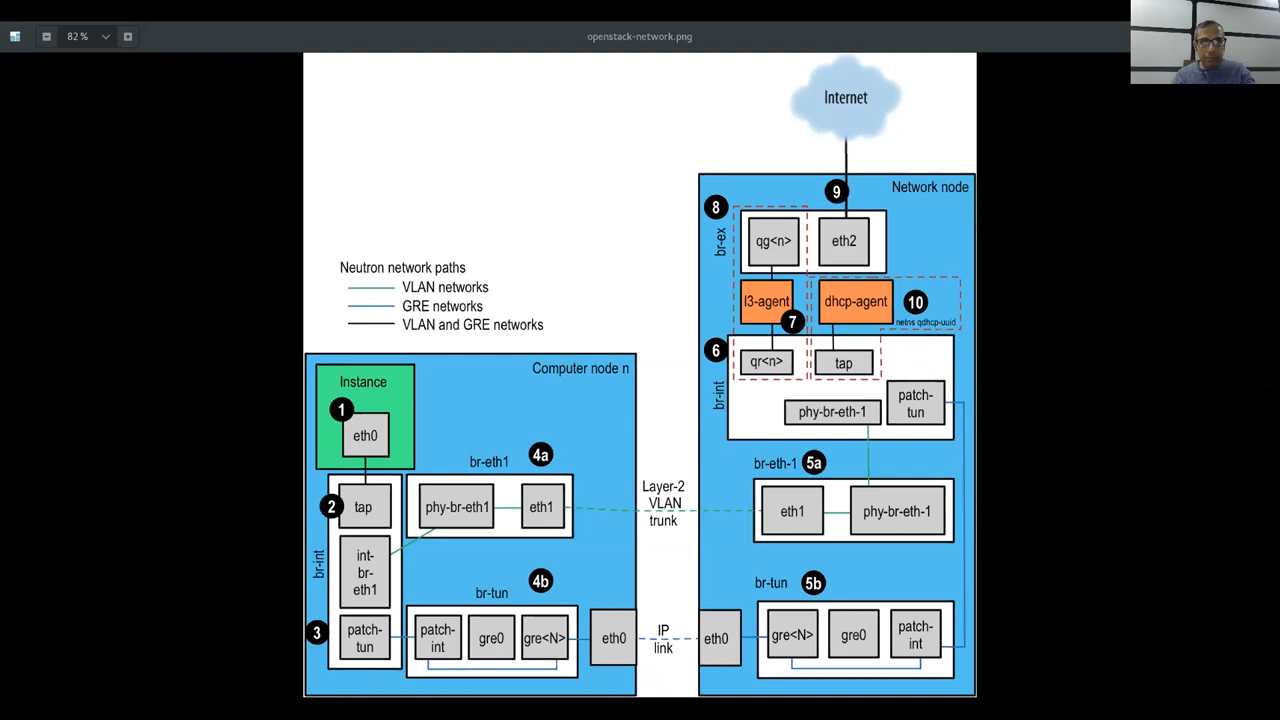 82 %
openstack-network.png
Internet
Network node
9
8
br-ex
qg<n>
eth2
l3-agent
dhcp-agent
10
netns qdhcp-uuid
7
6
br-int
qr<n>
tap
phy-br-eth-1
patch-
tun
br-eth-1
5a
eth1
phy-br-eth-1
br-tun
5b
eth0
gre<N>
gre0
patch-
int
Neutron network paths
VLAN networks
GRE networks
VLAN and GRE networks
Computer node n
Instance
1
eth0
2
tap
br-int
int-
br-
eth1
3
patch-
tun
br-eth1
4a
phy-br-eth1
eth1
br-tun
4b
patch-
int
gre0
gre<N>
eth0
Layer-2
VLAN
trunk
IP
link